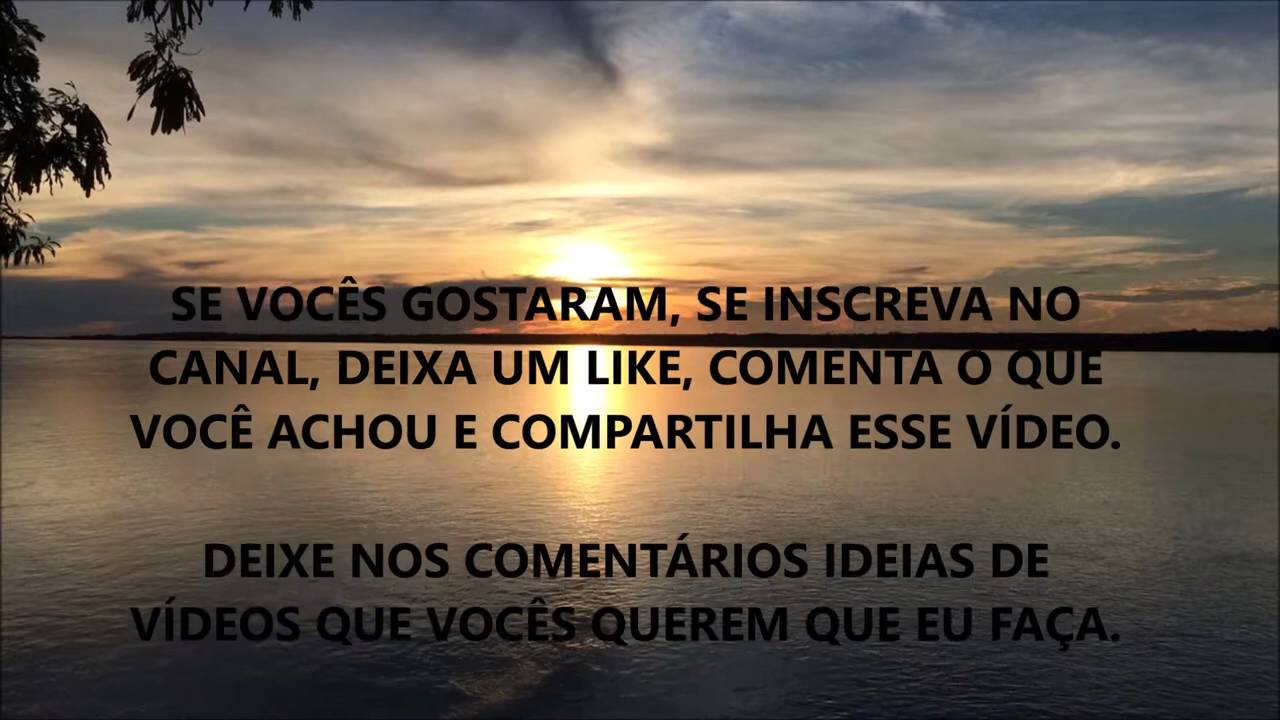 SE VOCÊS GOSTARAM, SE INSCREVA NO
CANAL, DEIXA UM LIKE, COMENTA O QUE
VOCÊ ACHOU E COMPARTILHA ESSE VÍDEO.
DEIXE NOS COMENTÁRIOS IDEIAS DE
VÍDEOS QUE VOCÊS QUEREM QUE EU FAÇA.